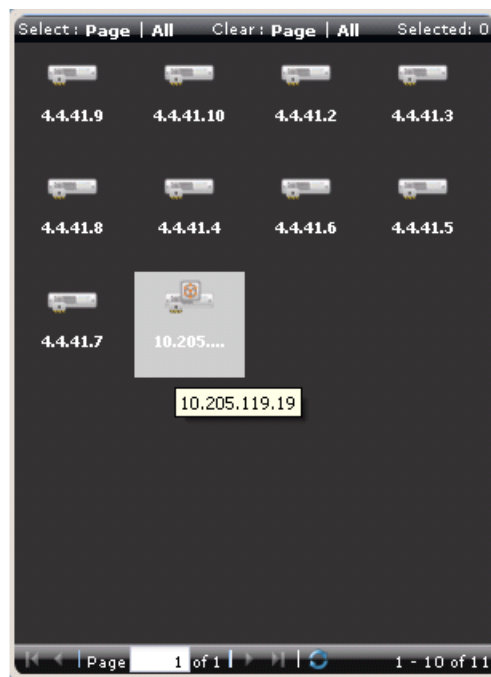 Select: Page | All Clear: Page | All Selected: 0
4.4.41.9 4.4.41.10 4.4.41.2 4.4.41.3
4.4.41.8 4.4.41.4 4.4.41.6 4.4.41.5
4.4.41.7 10.205....
10.205.119.19
Page 1 of 1 1 - 10 of 11